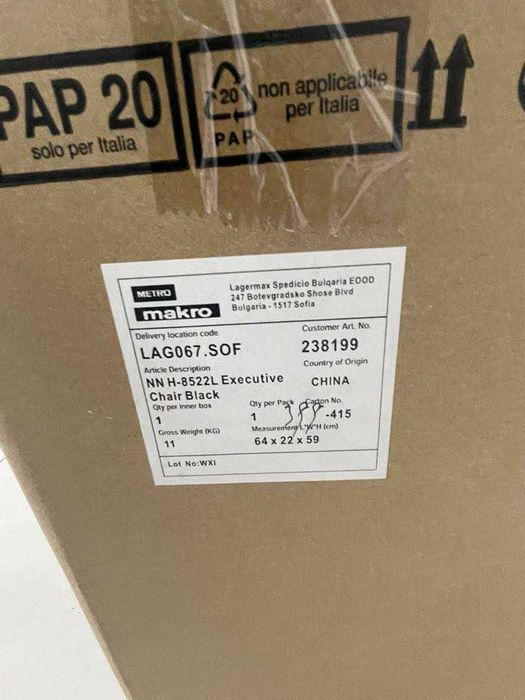 PAP 20
solo per Italia
20
PAP
non applicabile
per Italia
METRO
makro
Lagermax Spedicio Bulgaria EOOD
247 Botevgradsko Shose Blvd
Bulgaria - 1517 Sofia
Delivery location code
LAG067.SOF
Customer Art. No.
238199
Article Description
NN H-8522L Executive
Chair Black
Country of Origin
CHINA
Qty per inner box
1
Qty per Pack
1
Carton No.
-415
Gross Weight (KG)
11
Measurement L*W*H (cm)
64 x 22 x 59
Lot No:WXI